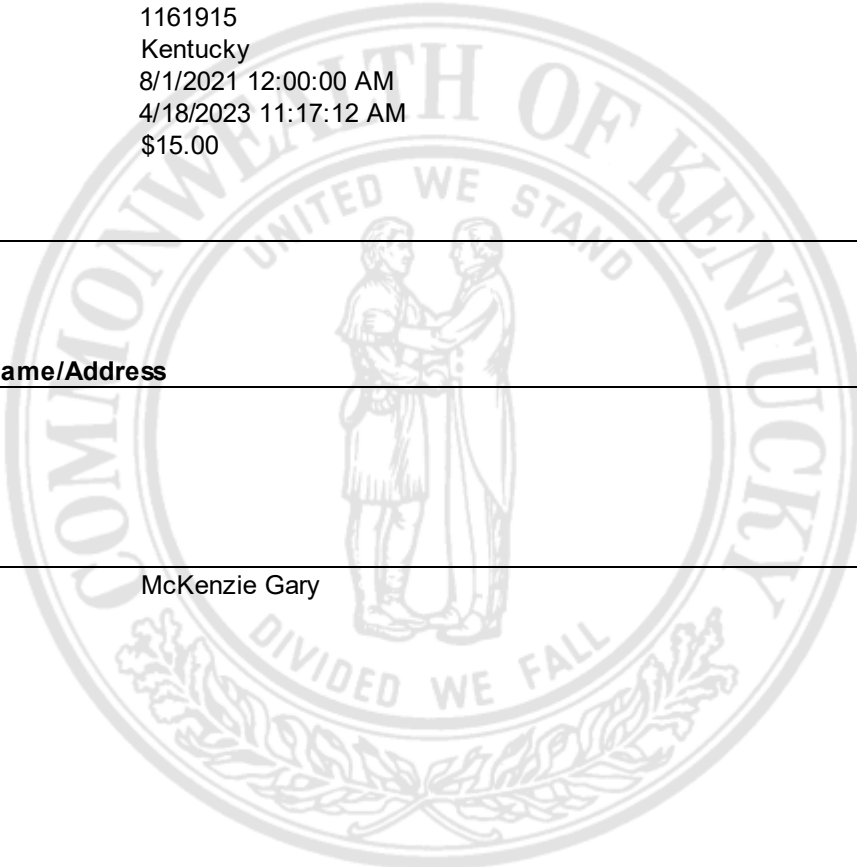 1161915
Kentucky
8/1/2021 12:00:00 AM
4/18/2023 11:17:12 AM
$15.00
COMMONWEALTH OF KENTUCKY
UNITED WE STAND
ame/Address
McKenzie Gary
DIVIDED WE FALL